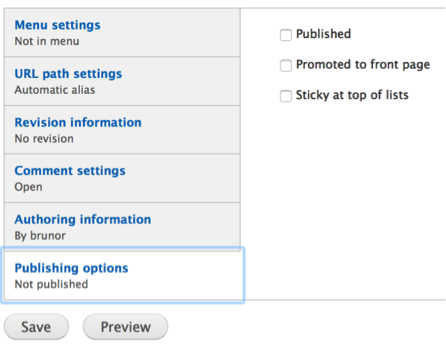 Menu settings
Not in menu
URL path settings
Automatic alias
Revision information
No revision
Comment settings
Open
Authoring information
By brunor
Publishing options
Not published
Published
Promoted to front page
Sticky at top of lists
Save
Preview